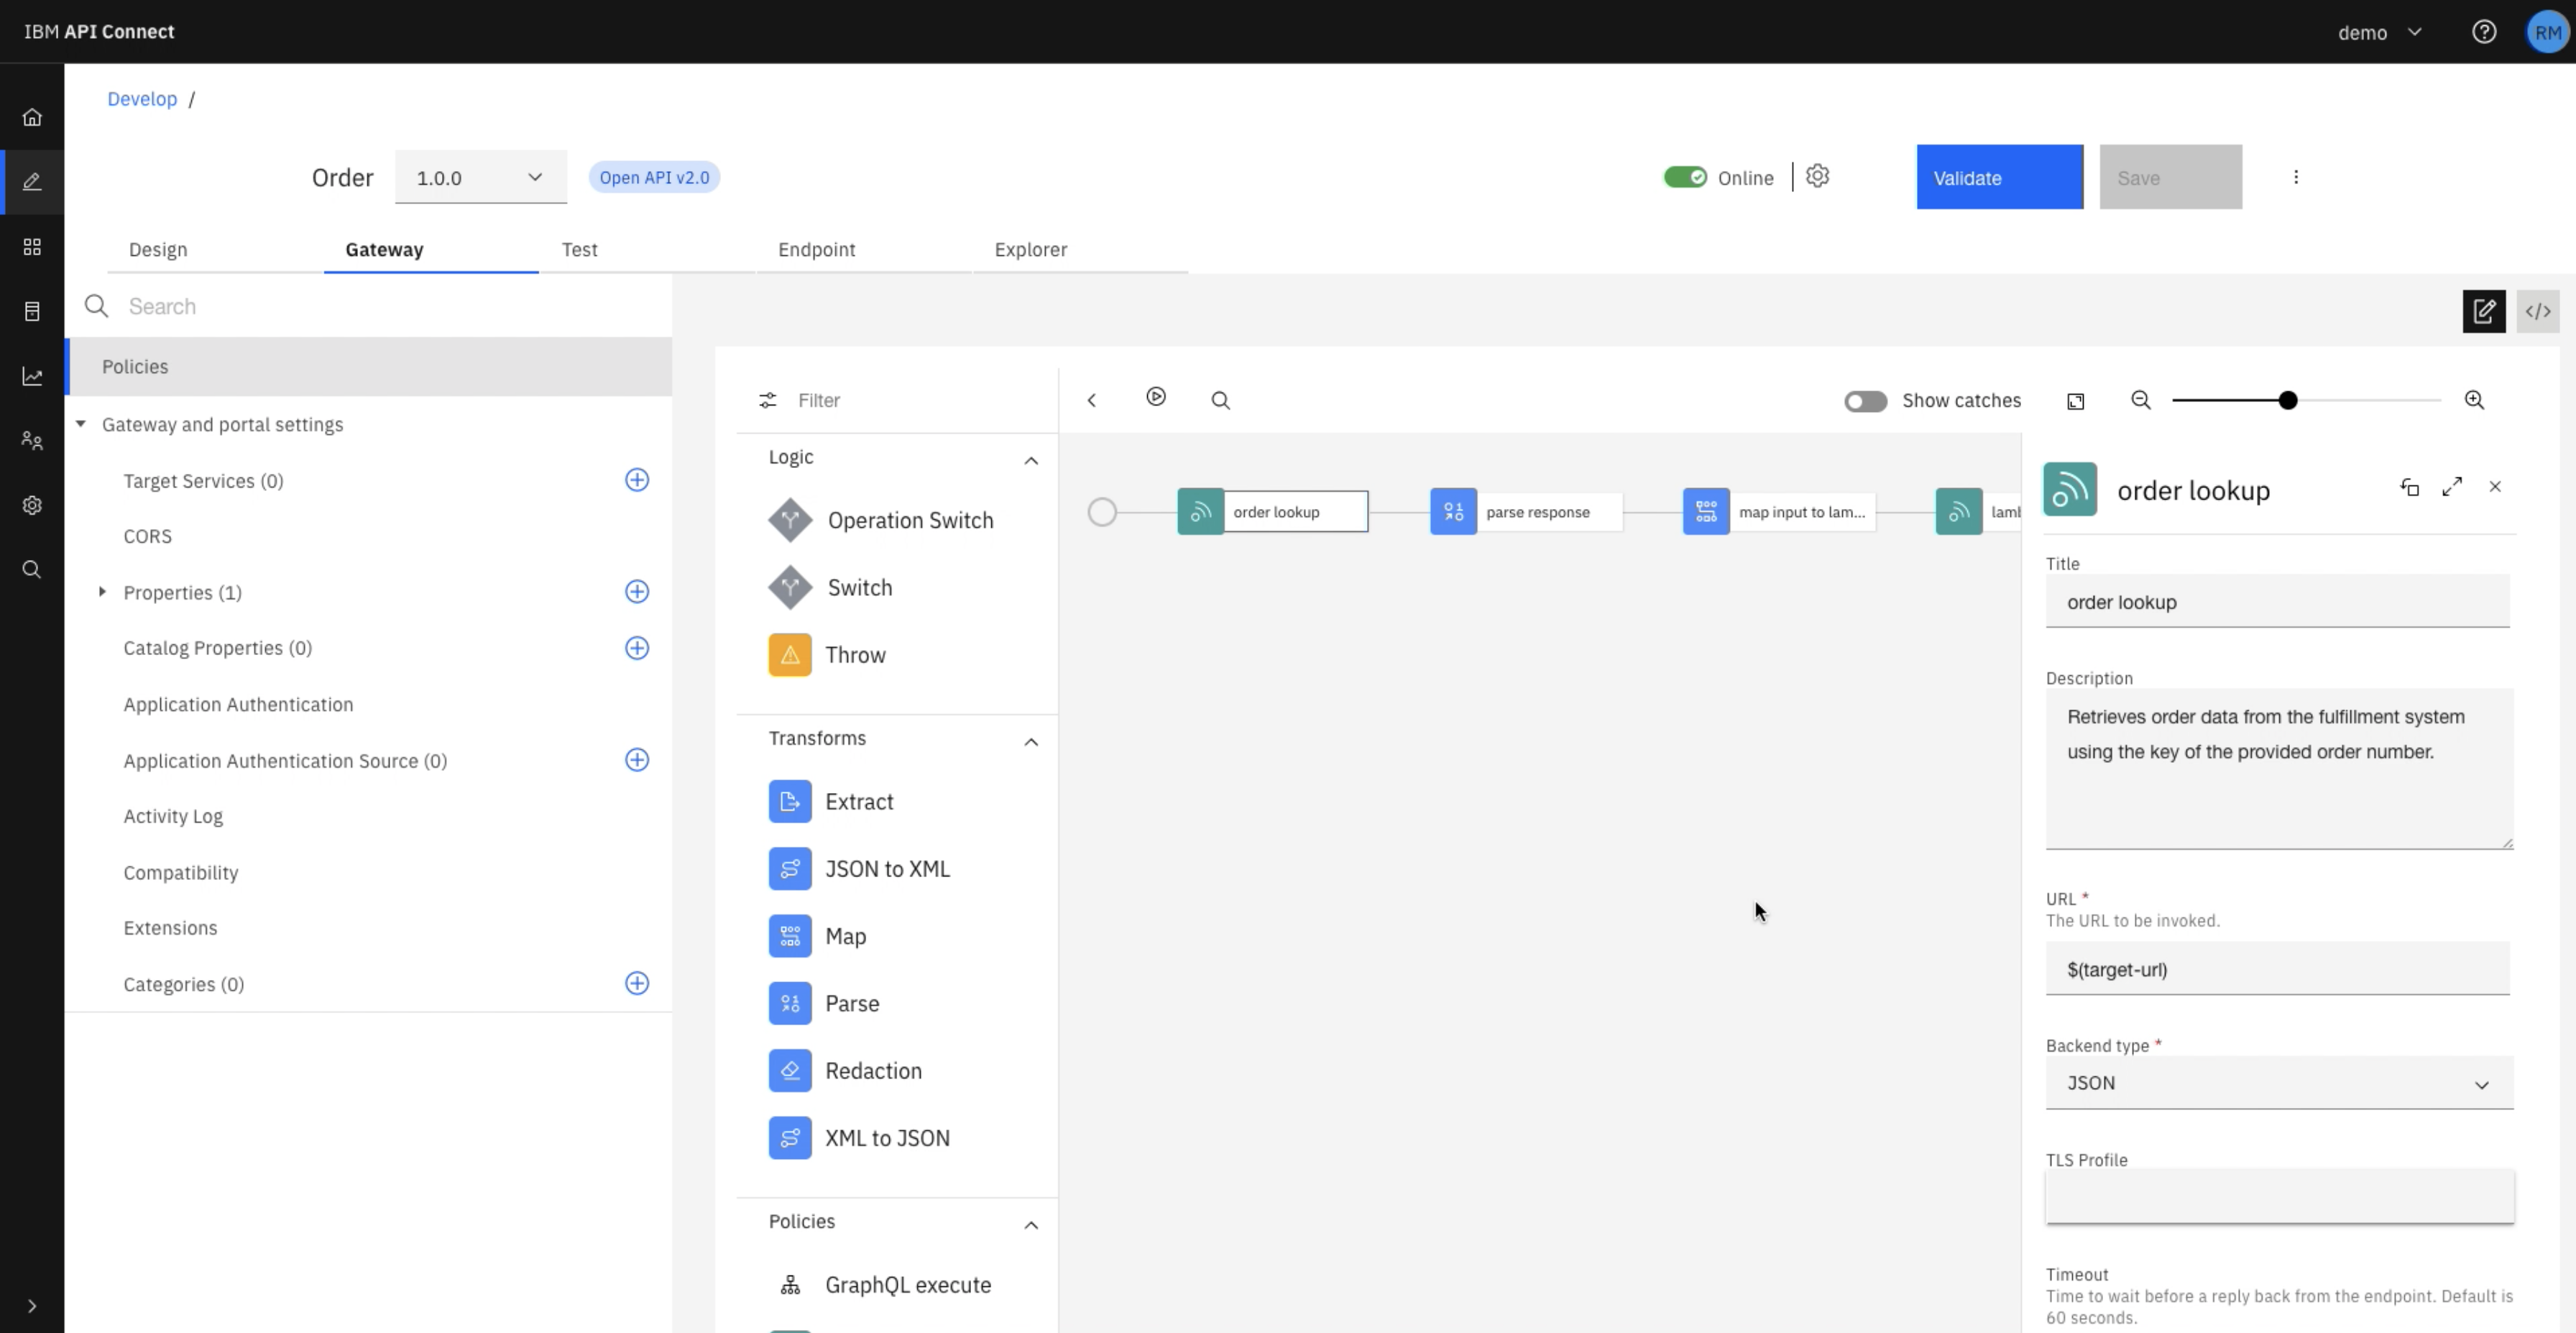 IBM API Connect
demo
RM
Develop /
Order
1.0.0
Open API v2.0
Online
Validate
Save
Design
Gateway
Test
Endpoint
Explorer
Search
Policies
Gateway and portal settings
Target Services (0)
CORS
Properties (1)
Catalog Properties (0)
Application Authentication
Application Authentication Source (0)
Activity Log
Compatibility
Extensions
Categories (0)
</>
Filter
Logic
Operation Switch
Switch
Throw
Transforms
Extract
JSON to XML
Map
Parse
Redaction
XML to JSON
Policies
GraphQL execute
Show catches
order lookup
parse response
map input to lam...
lamb
order lookup
Title
order lookup
Description
Retrieves order data from the fulfillment system
using the key of the provided order number.
URL *
The URL to be invoked.
$(target-url)
Backend type *
JSON
TLS Profile
Timeout
Time to wait before a reply back from the endpoint. Default is
60 seconds.